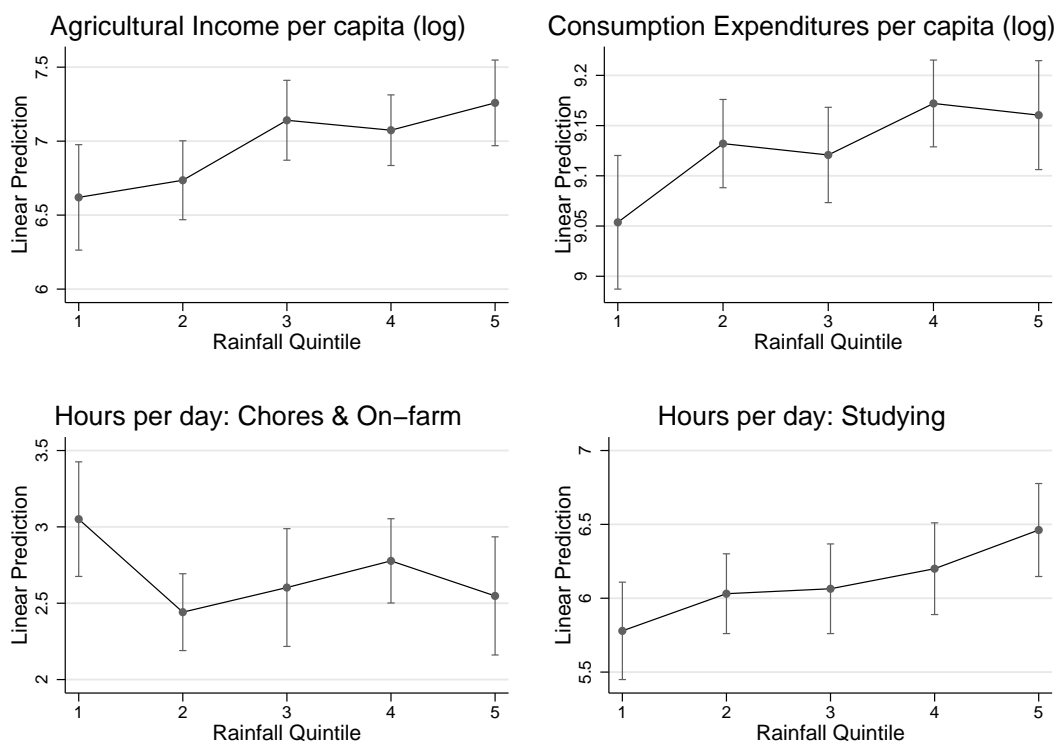 Agricultural Income per capita (log)
Linear Prediction
7.5
7
6.5
6
1 2 3 4 5
Rainfall Quintile
Consumption Expenditures per capita (log)
Linear Prediction
9.2
9.15
9.1
9.05
9
1 2 3 4 5
Rainfall Quintile
Hours per day: Chores & On−farm
Linear Prediction
3.5
3
2.5
2
1 2 3 4 5
Rainfall Quintile
Hours per day: Studying
Linear Prediction
7
6.5
6
5.5
1 2 3 4 5
Rainfall Quintile